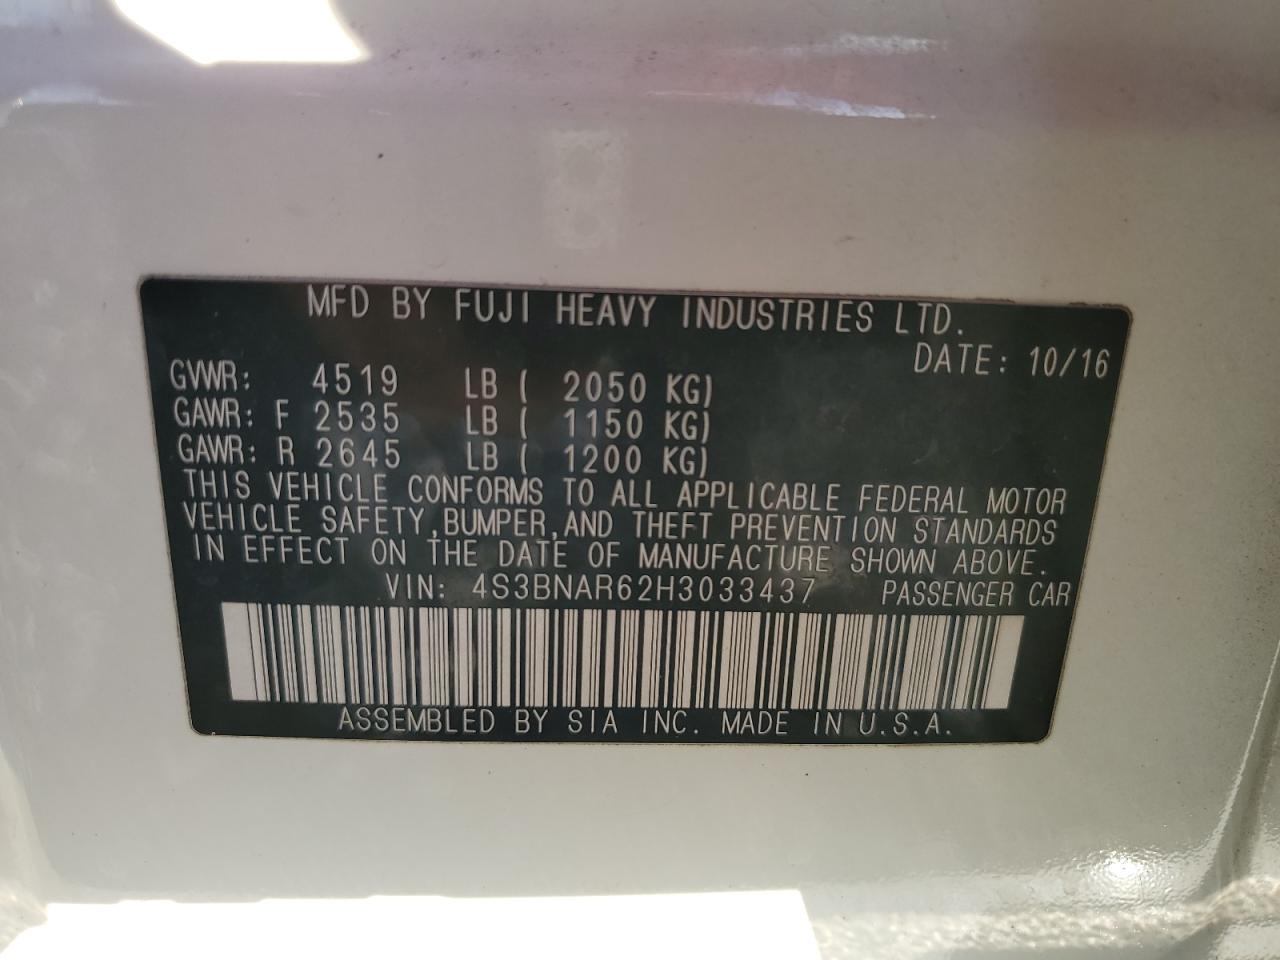 MFD BY FUJI HEAVY INDUSTRIES LTD.
DATE: 10/16
GVWR: 4519 LB ( 2050 KG)
GAWR: F 2535 LB ( 1150 KG)
GAWR: R 2645 LB ( 1200 KG)
THIS VEHICLE CONFORMS TO ALL APPLICABLE FEDERAL MOTOR
VEHICLE SAFETY, BUMPER, AND THEFT PREVENTION STANDARDS
IN EFFECT ON THE DATE OF MANUFACTURE SHOWN ABOVE.
VIN: 4S3BNAR62H3033437 PASSENGER CAR
ASSEMBLED BY SIA INC. MADE IN U.S.A.